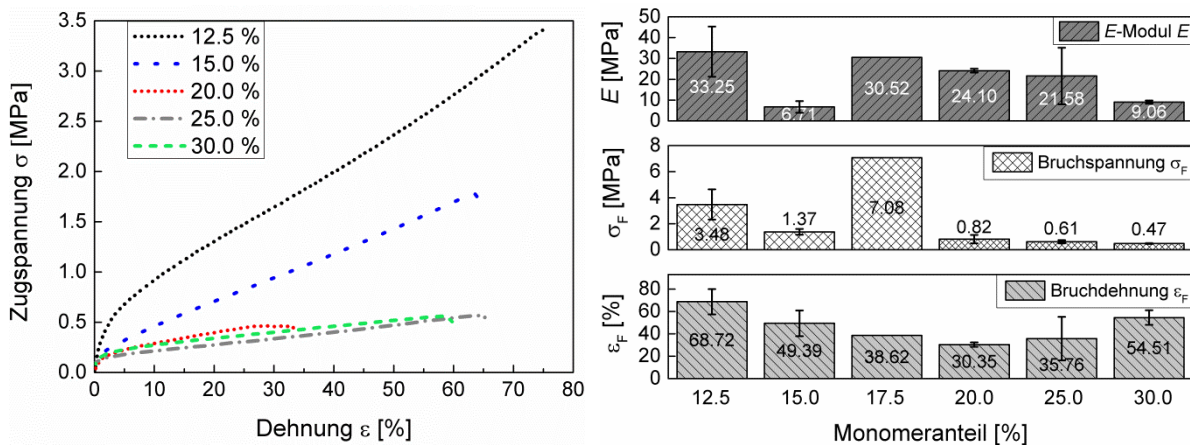 Zugspannung σ [MPa]
3.5
3.0
2.5
2.0
1.5
1.0
0.5
0.0
12.5 %
15.0 %
20.0 %
25.0 %
30.0 %
0 10 20 30 40 50 60 70 80
Dehnung ε [%]
E [MPa]
50
40
30
20
10
0
E-Modul E
33.25 6.71 30.52 24.10 21.58 9.06
σF [MPa]
8
6
4
2
0
Bruchspannung σF
3.48 1.37 7.08 0.82 0.61 0.47
εF [%]
80
60
40
20
0
Bruchdehnung εF
68.72 49.39 38.62 30.35 35.76 54.51
12.5 15.0 17.5 20.0 25.0 30.0
Monomeranteil [%]